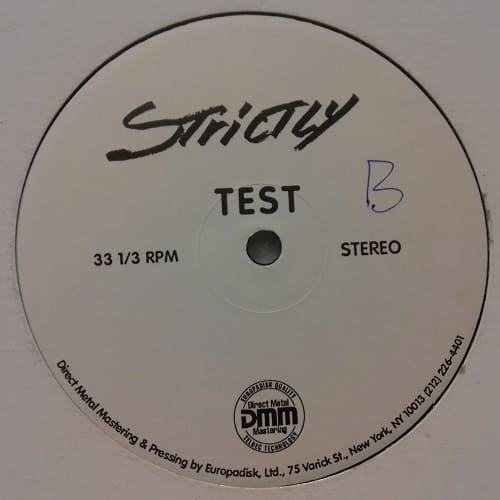 Strictly
TEST
B
33 1/3 RPM
STEREO
EUROPADISK QUALITY
Direct Metal
DMM
Mastering
TELDEC TECHNOLOGY
Direct Metal Mastering & Pressing by Europadisk, Ltd., 75 Varick St., New York, NY 10013 (212) 226-4401